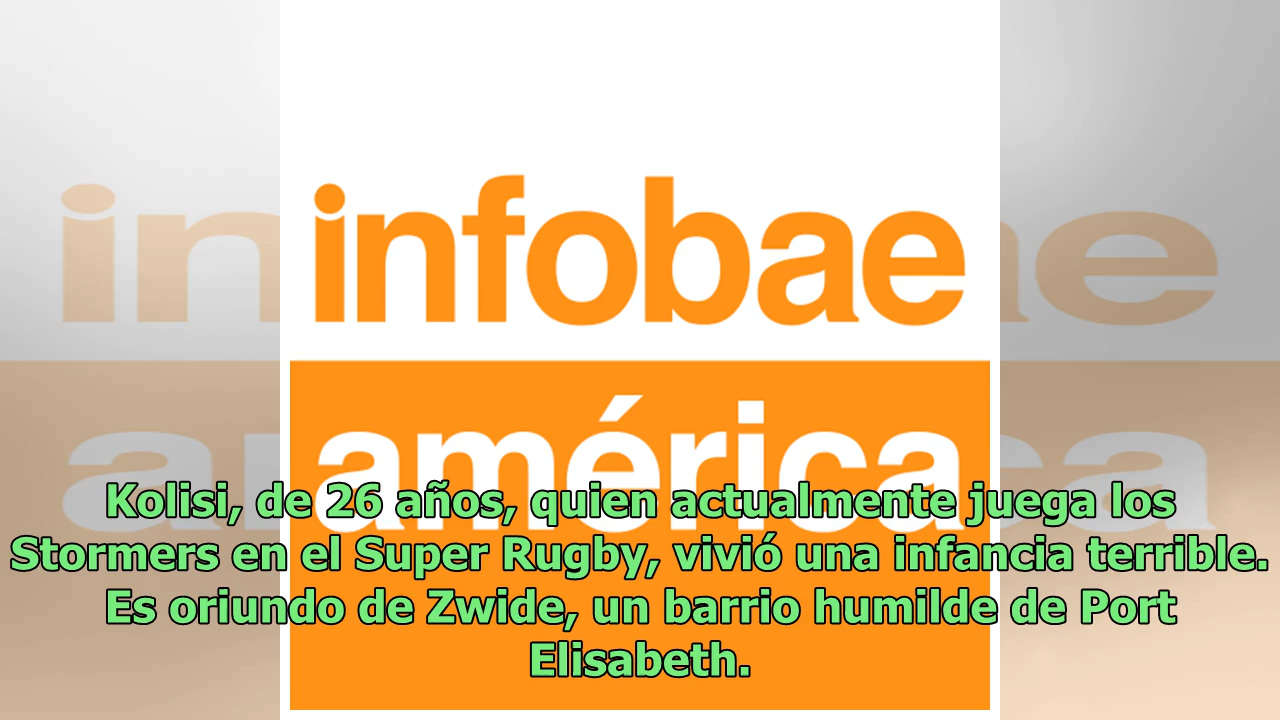 infobae
américa
Kolisi, de 26 años, quien actualmente juega los
Stormers en el Super Rugby, vivió una infancia terrible.
Es oriundo de Zwide, un barrio humilde de Port
Elisabeth.